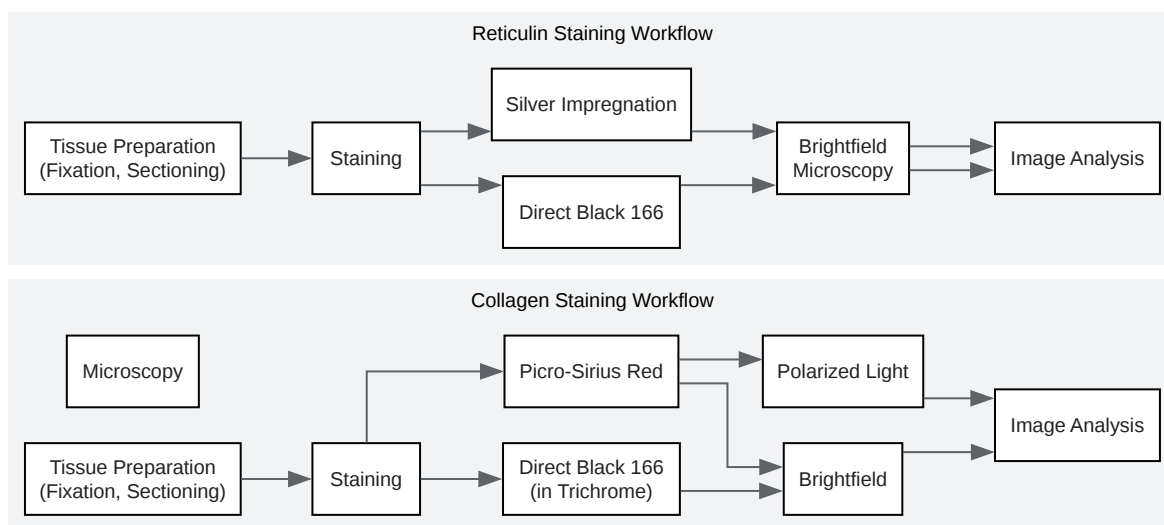 Reticulin Staining Workflow
Silver Impregnation
Tissue Preparation
(Fixation, Sectioning)
Staining
Brightfield
Microscopy
Image Analysis
Direct Black 166
Collagen Staining Workflow
Microscopy
Picro-Sirius Red
Polarized Light
Image Analysis
Tissue Preparation
(Fixation, Sectioning)
Staining
Direct Black 166
(in Trichrome)
Brightfield